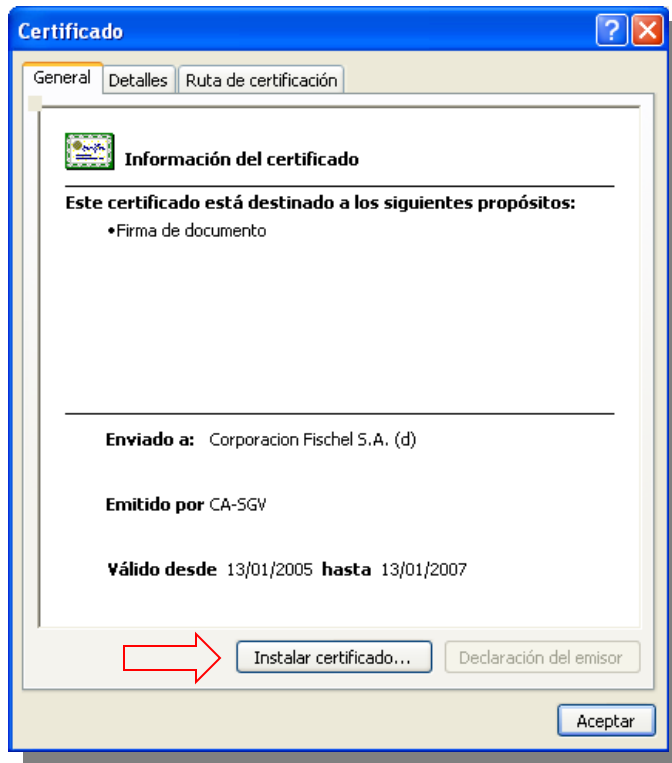 Certificado
General Detalles Ruta de certificación
Información del certificado
Este certificado está destinado a los siguientes propósitos:
•Firma de documento
Enviado a: Corporacion Fischel S.A. (d)
Emitido por CA-SGV
Válido desde 13/01/2005 hasta 13/01/2007
Instalar certificado... Declaración del emisor
Aceptar